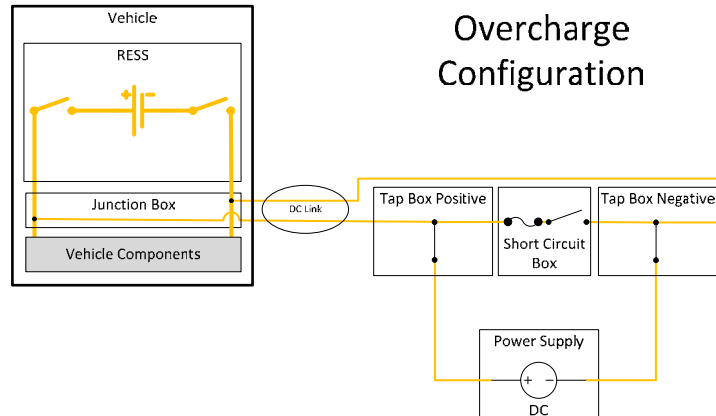 Vehicle
RESS
+ -
Overcharge
Configuration
Junction Box
DC Link
Tap Box Positive
Tap Box Negative
Short Circuit
Box
Vehicle Components
Power Supply
+ -
DC